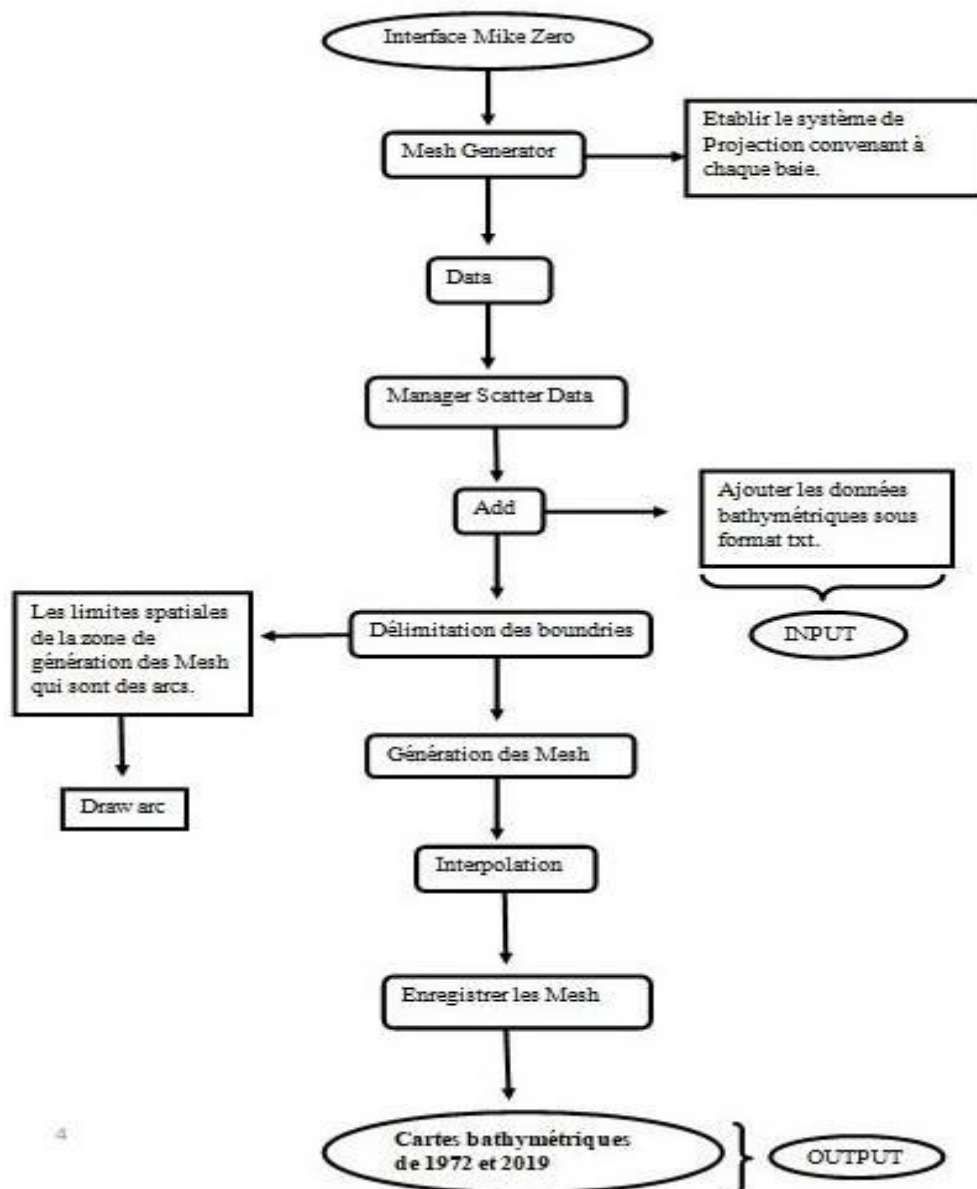 Interface Mike Zero
Mesh Generator
Etablir le système de
Projection convenant à
chaque baie.
Data
Manager Scatter Data
Add
Ajouter les données
bathymétriques sous
format txt.
INPUT
Délimitation des boundries
Les limites spatiales
de la zone de
génération des Mesh
qui sont des arcs.
Draw arc
Génération des Mesh
Interpolation
Enregistrer les Mesh
Cartes bathymétriques
de 1972 et 2019
OUTPUT
4